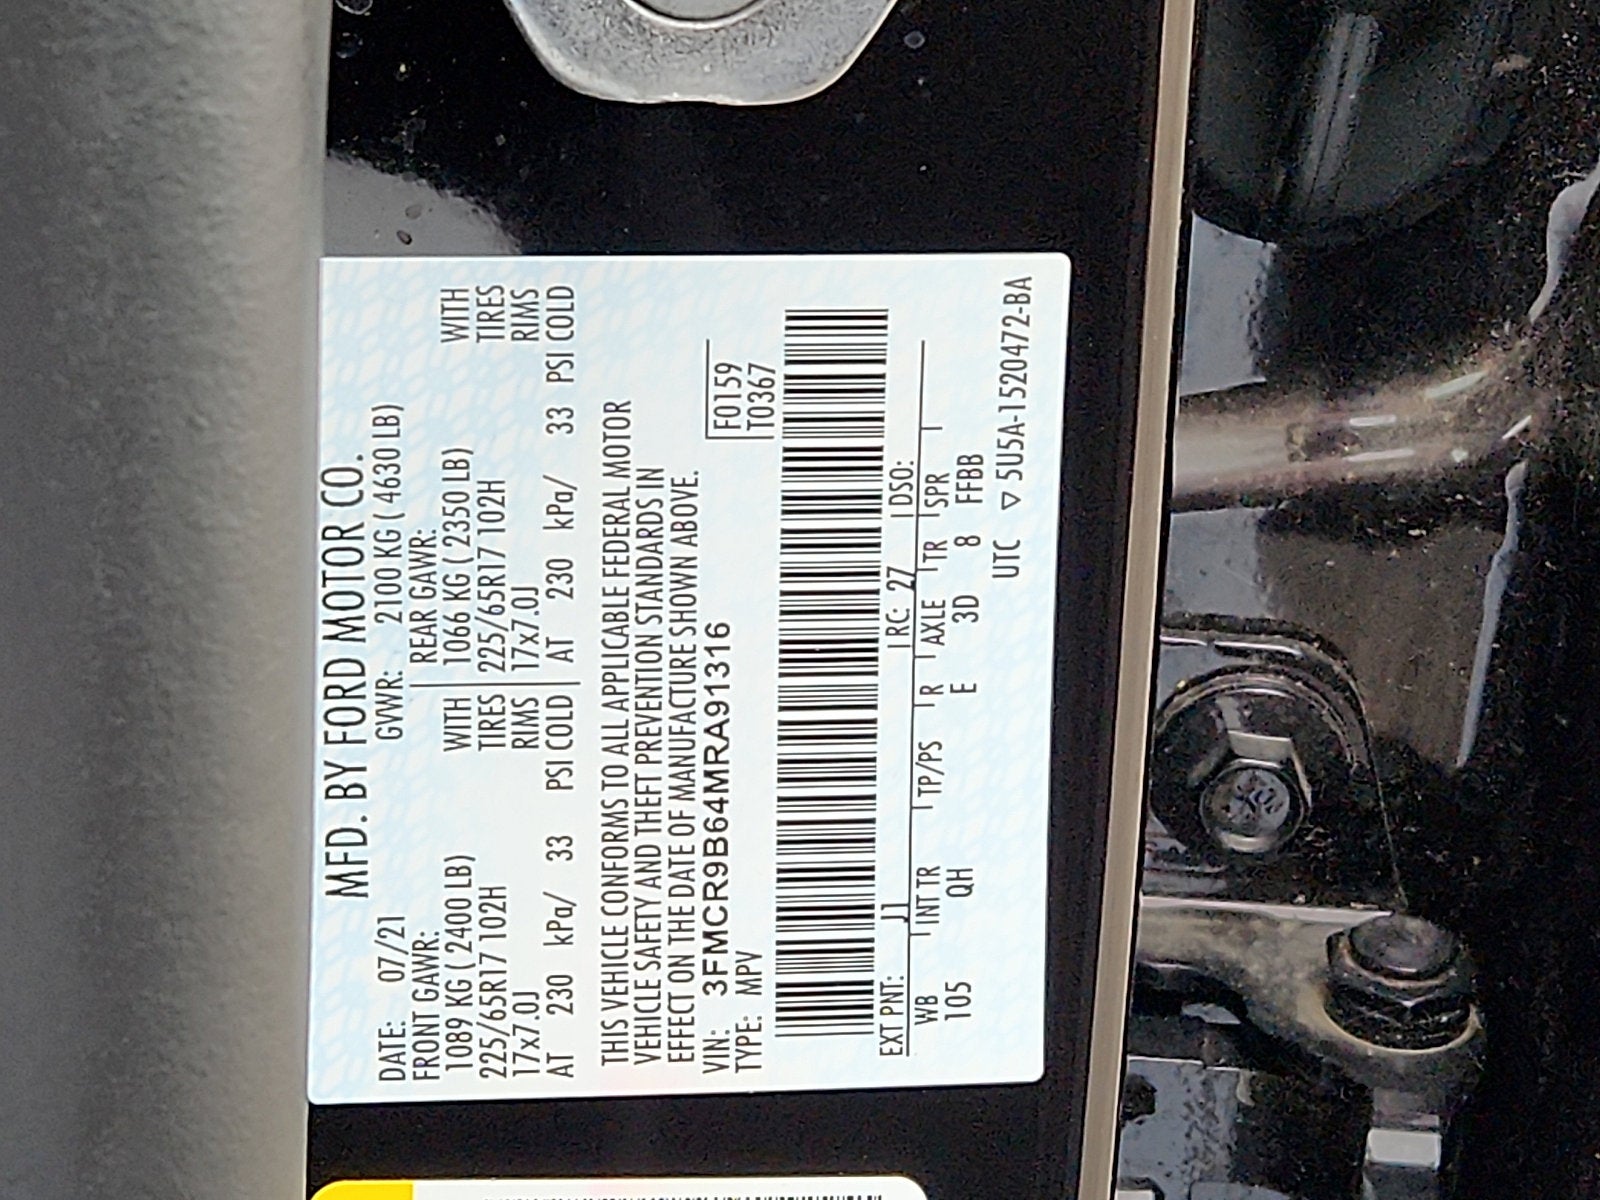 MFD. BY FORD MOTOR CO.
DATE: 07/21 GVWR: 2100 KG ( 4630 LB)
FRONT GAWR: REAR GAWR:
1089 KG ( 2400 LB) WITH 1066 KG ( 2350 LB) WITH
225/65R17 102H TIRES 225/65R17 102H TIRES
17x7.0J RIMS 17x7.0J RIMS
AT 230 kPa/ 33 PSI COLD AT 230 kPa/ 33 PSI COLD
THIS VEHICLE CONFORMS TO ALL APPLICABLE FEDERAL MOTOR
VEHICLE SAFETY AND THEFT PREVENTION STANDARDS IN
EFFECT ON THE DATE OF MANUFACTURE SHOWN ABOVE.
VIN: 3FMCR9B64MRA91316 F0159
TYPE: MPV T0367
EXT PNT: J1 RC: 27 DSO:
WB INT TR TP/PS R AXLE TR SPR
105 QH E 3D 8 FFBB
UTC ▽ 5U5A-1520472-BA